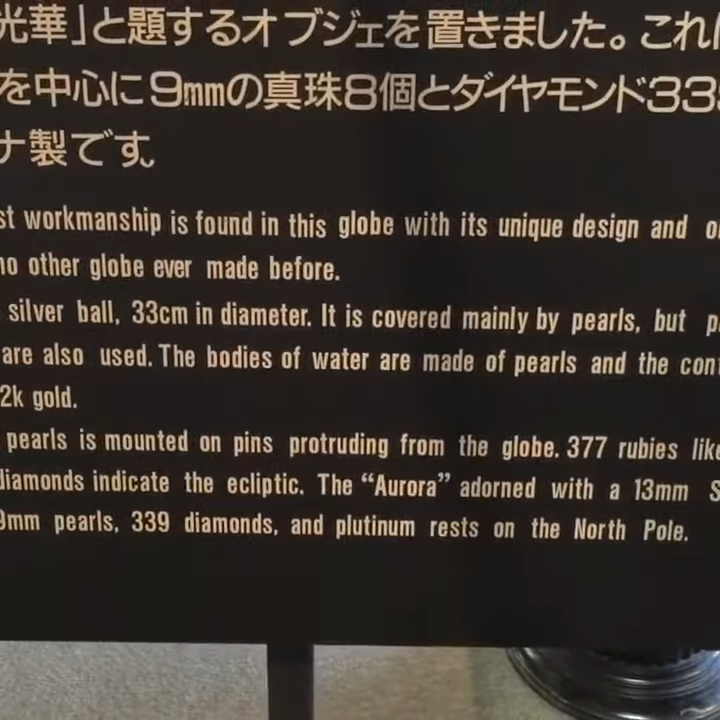 光華」と題するオブジェを置きました。これ
を中心に9mmの真珠8個とダイヤモンド33
ナ製です。
workmanship is found in this globe with its unique design and
no other globe ever made before.
silver ball, 33cm in diameter. It is covered mainly by pearls, but
are also used. The bodies of water are made of pearls and the
2k gold.
pearls is mounted on pins protruding from the globe. 377 rubies
diamonds indicate the ecliptic. The “Aurora” adorned with a 13mm
9mm pearls, 339 diamonds, and plutinum rests on the North Pole.